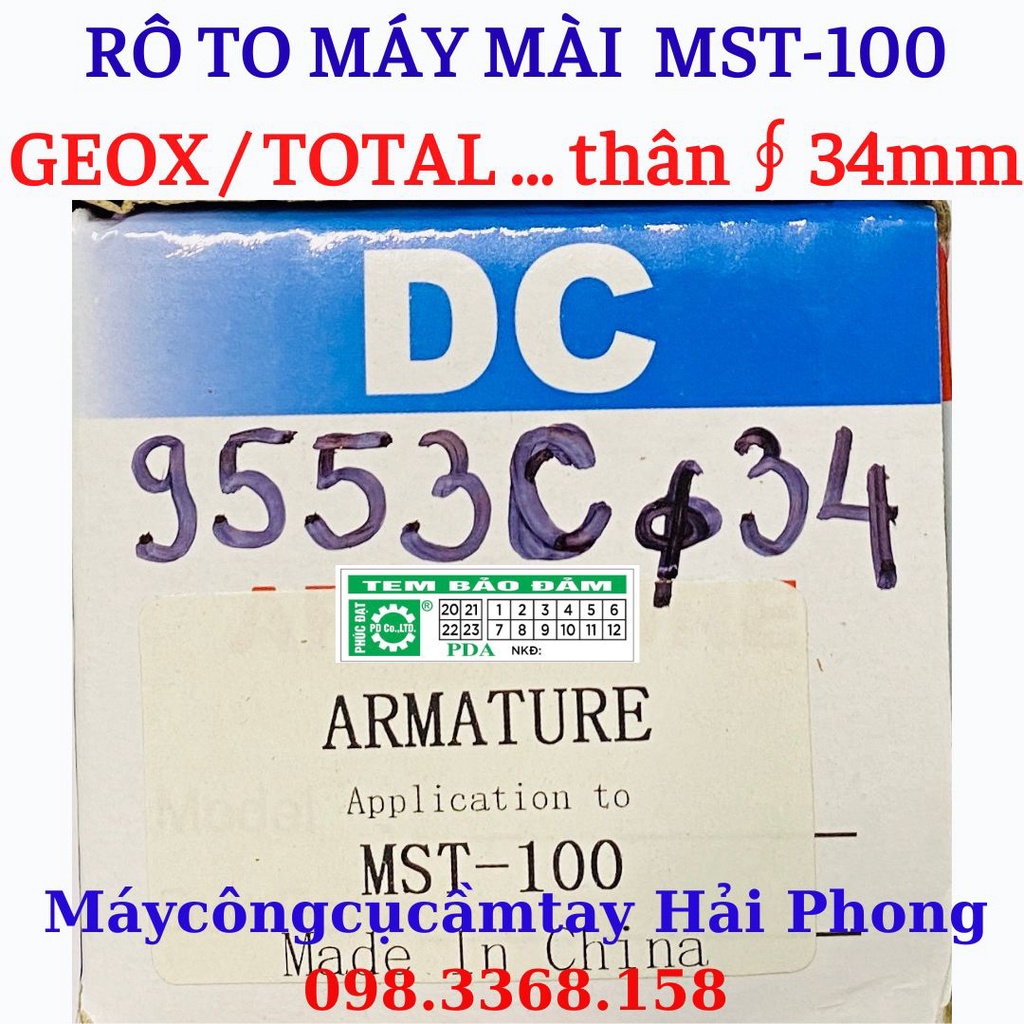 RÔ TO MÁY MÀI MST-100
GEOX / TOTAL ... thân ∮ 34mm
DC
9553C ϕ 34
TEM BẢO ĐẢM
PHÚC ĐẠT
PD Co.,LTD.
®
20 21 1 2 3 4 5 6
22 23 7 8 9 10 11 12
PDA NKĐ:
ARMATURE
Application to
Model
MST-100
Máycôngcụcầmtay Hải Phong
Made In China
098.3368.158